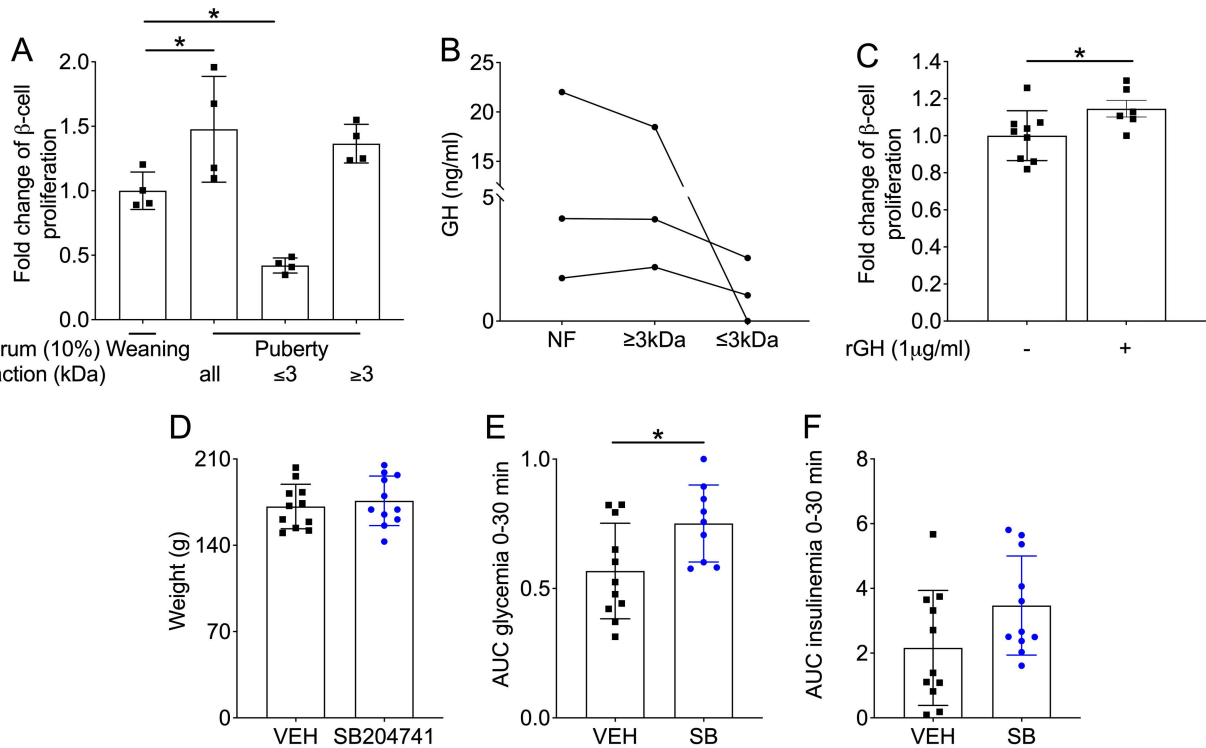 A
*
*
Fold change of β-cell
proliferation
2.0
1.5
1.0
0.5
0.0
rum (10%) Weaning Puberty
action (kDa) all ≤3 ≥3
B
GH (ng/ml)
25
20
15
5
0
NF ≥3kDa ≤3kDa
C
*
Fold change of β-cell
proliferation
1.4
1.2
1.0
0.8
0.6
0.4
0.2
0.0
rGH (1μg/ml) - +
D
Weight (g)
210
140
70
0
VEH SB204741
E
*
AUC glycemia 0-30 min
1.0
0.5
0.0
VEH SB
F
AUC insulinemia 0-30 min
8
6
4
2
0
VEH SB